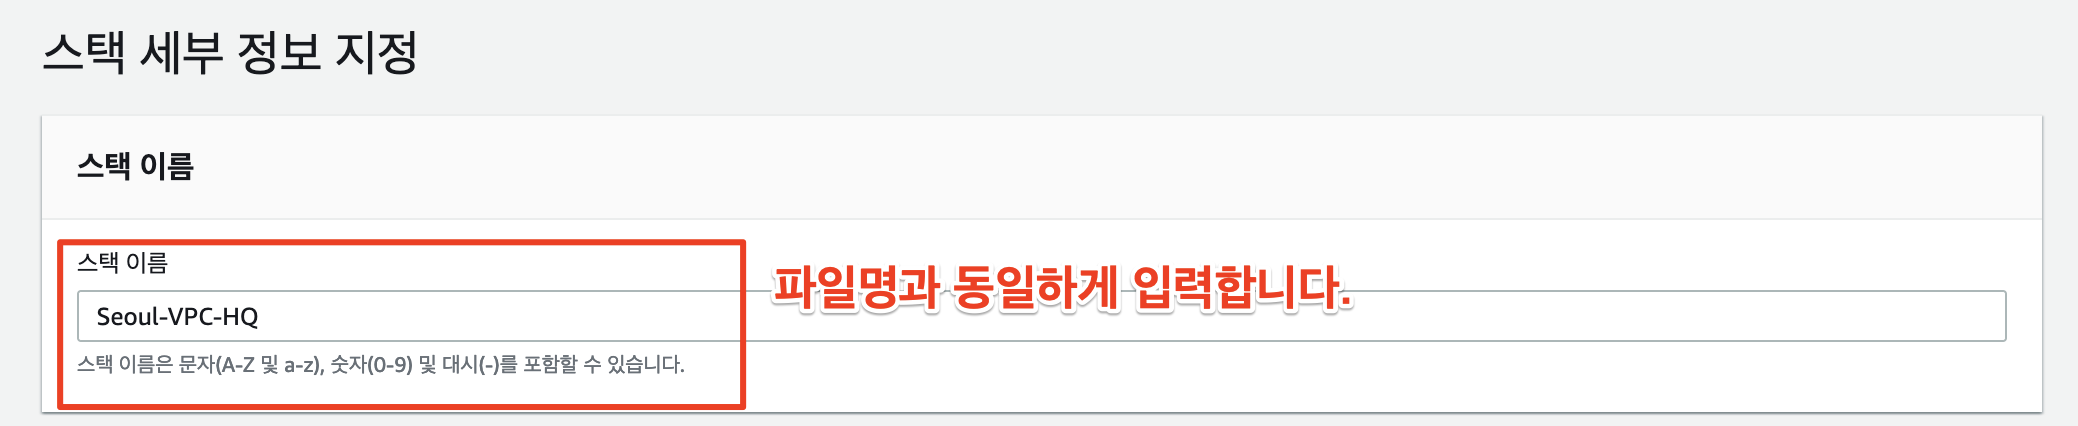 스택 세부 정보 지정
스택 이름
스택 이름
파일명과 동일하게 입력합니다.
Seoul-VPC-HQ
스택 이름은 문자(A-Z 및 a-z), 숫자(0-9) 및 대시(-)를 포함할 수 있습니다.